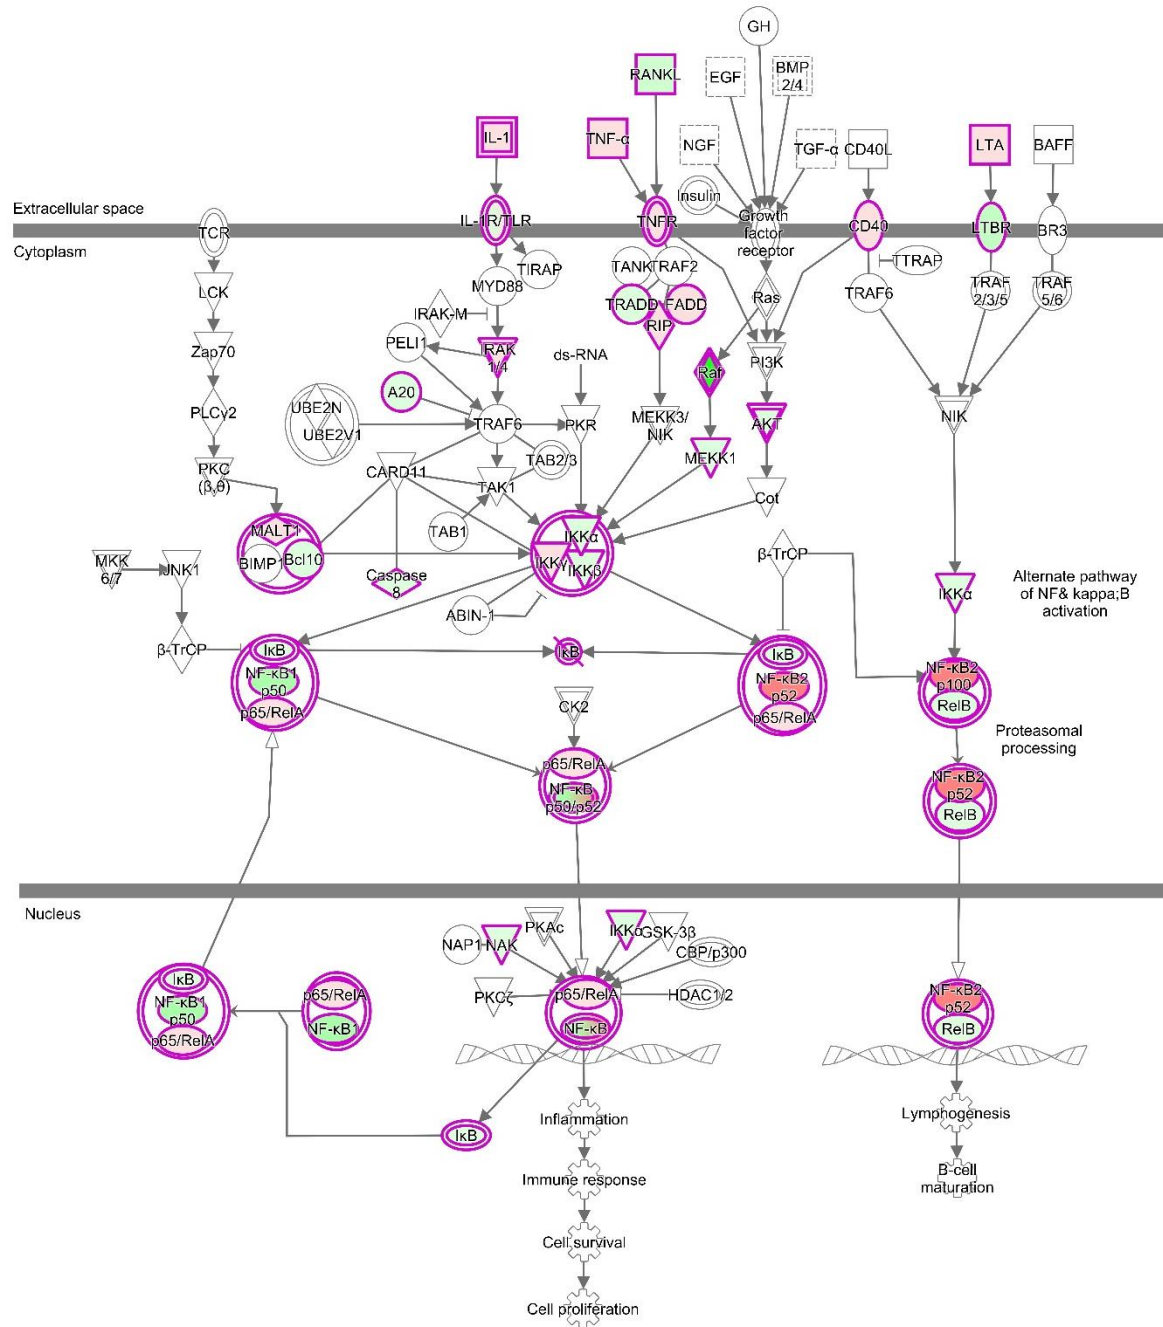 GH
RANKL
EGF
BMP
2/4
IL-1
TNF-α
NGF
TGF-α
CD40L
LTA
BAFF
Insulin
Extracellular space
TCR
IL-1R/TLR
TNFR
Growth
factor
receptor
CD40
LTBR
BR3
Cytoplasm
TIRAP
TANK
TRAF2
TTRAP
LCK
MYD88
TRADD
FADD
RIP
Ras
TRAF6
TRAF
2/3/5
TRAF
5/6
IRAK-M
Zap70
PELI1
IRAK
1/4
ds-RNA
Raf
PI3K
A20
PLCγ2
UBE2N
UBE2V1
TRAF6
PKR
MEKK3/
NIK
MEKK1
AKT
NIK
PKC
(β,θ)
CARD11
TAK1
TAB2/3
Cot
TAB1
MALT1
BIMP1
Bcl10
IKKα
IKKγ
IKKβ
MKK
6/7
JNK1
Caspase
8
ABIN-1
β-TrCP
IKKα
Alternate pathway
of NF& kappa;B
activation
β-TrCP
IκB
NF-κB1
p50
p65/RelA
IκB
IκB
NF-κB2
p52
p65/RelA
NF-κB2
p100
RelB
CK2
Proteasomal
processing
p65/RelA
NF-κB
p50/p52
NF-κB2
p52
RelB
Nucleus
NAP1
NAK
PKAc
IKKα
GSK-3β
CBP/p300
PKCζ
p65/RelA
HDAC1/2
NF-κB
IκB
NF-κB1
p50
p65/RelA
p65/RelA
NF-κB1
NF-κB2
p52
RelB
IκB
Inflammation
Lymphogenesis
Immune response
B-cell
maturation
Cell survival
Cell proliferation